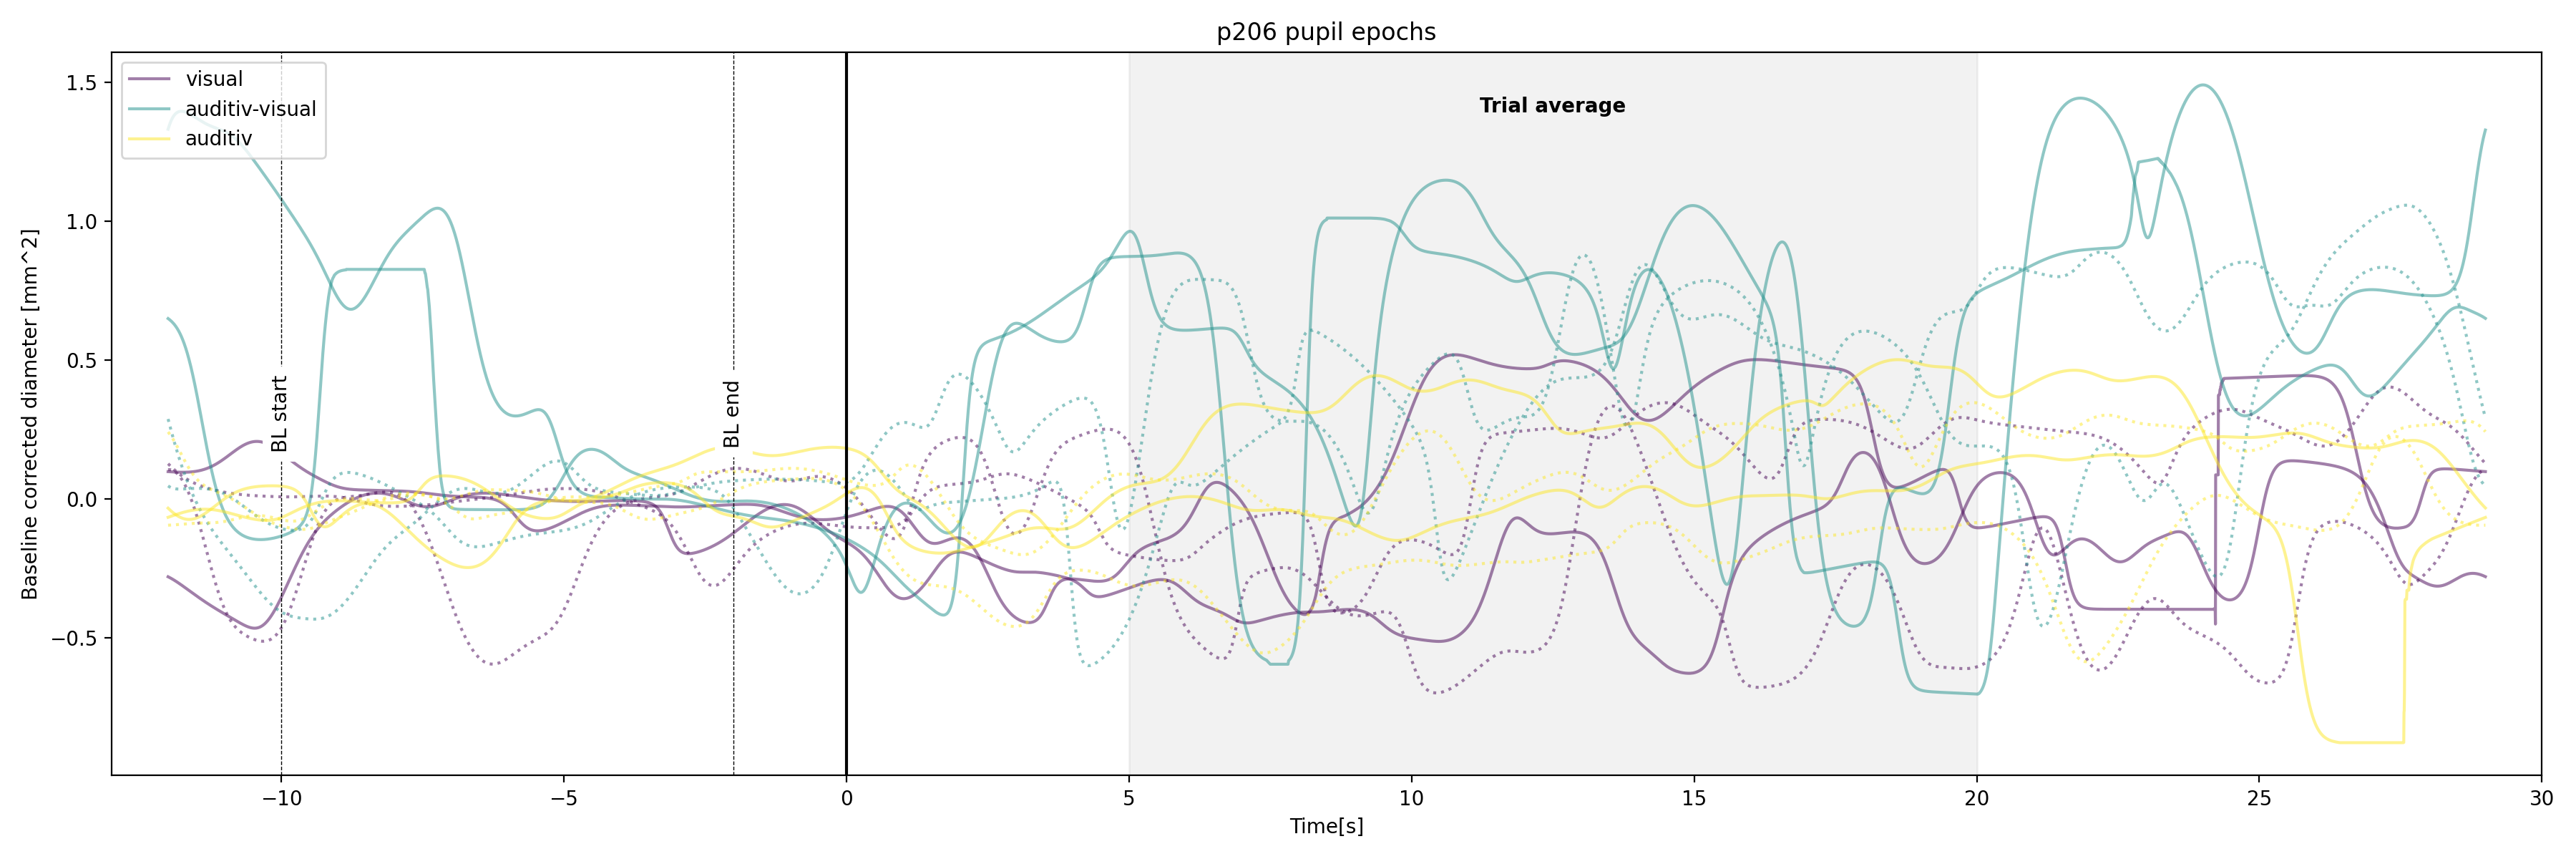 p206 pupil epochs
Baseline corrected diameter [mm^2]
1.5
1.0
0.5
0.0
−0.5
visual
auditiv-visual
auditiv
BL start
BL end
Trial average
−10
−5
0
5
10
15
20
25
30
Time[s]